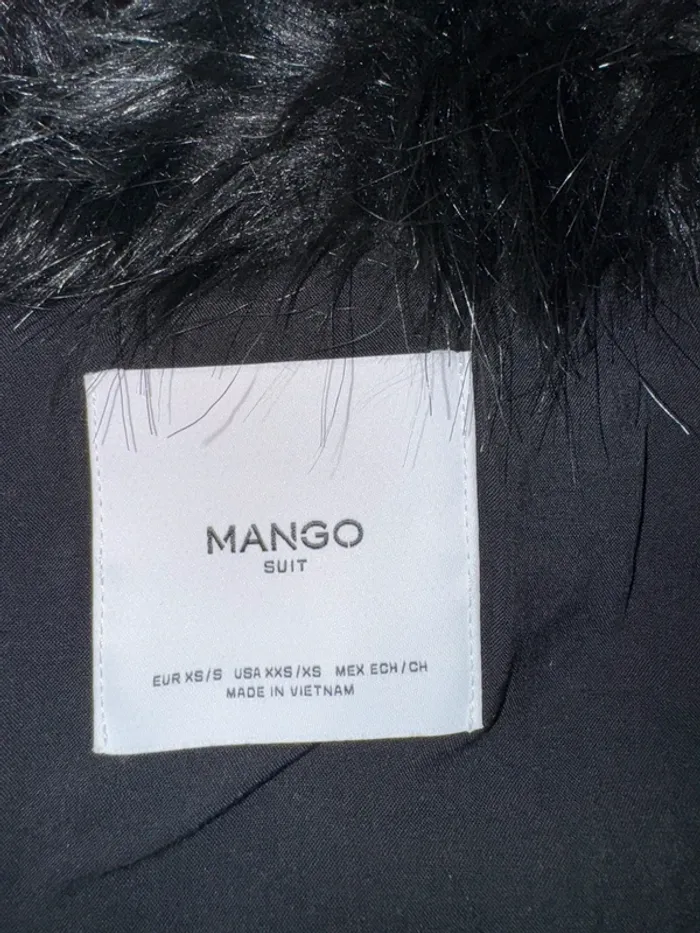 MANGO
SUIT
EUR XS/S USA XXS/XS MEX ECH/CH
MADE IN VIETNAM